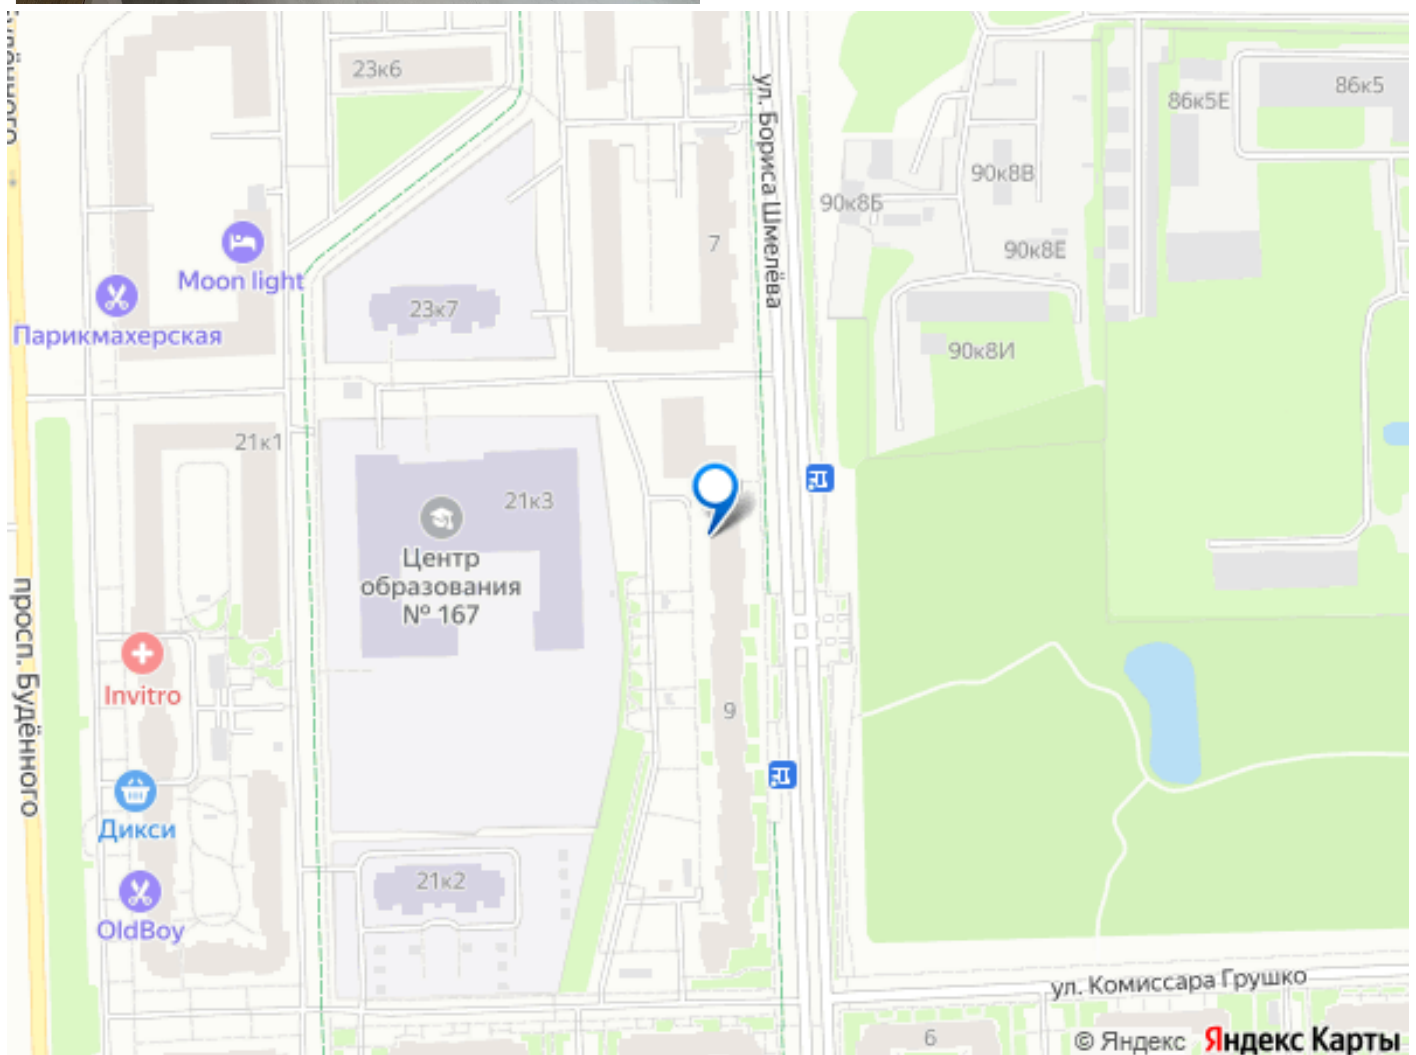 23к6
86к5
86к5Е
ул. Бориса Шмелёва
90к8В
90к8Б
7
90к8Е
Moon light
Парикмахерская
23к7
90к8И
21к1
21к3
Центр
образования
№ 167
просп. Будённого
Invitro
9
Дикси
21к2
OldBoy
ул. Комиссара Грушко
6
© Яндекс Яндекс Карты